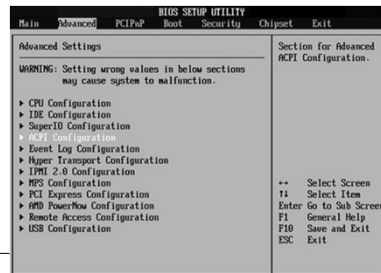 BIOS SETUP UTILITY
Main Advanced PCIPnP Boot Security Chipset Exit
Advanced Settings
WARNING: Setting wrong values in below sections
may cause system to malfunction.
▶ CPU Configuration
▶ IDE Configuration
▶ SuperIO Configuration
▶ ACPI Configuration
▶ Event Log Configuration
▶ Hyper Transport Configuration
▶ IPMI 2.0 Configuration
▶ MPS Configuration
▶ PCI Express Configuration
▶ AMD PowerNow Configuration
▶ Remote Access Configuration
▶ USB Configuration
Section for Advanced
ACPI Configuration.
↔ Select Screen
↑↓ Select Item
Enter Go to Sub Screen
F1 General Help
F10 Save and Exit
ESC Exit